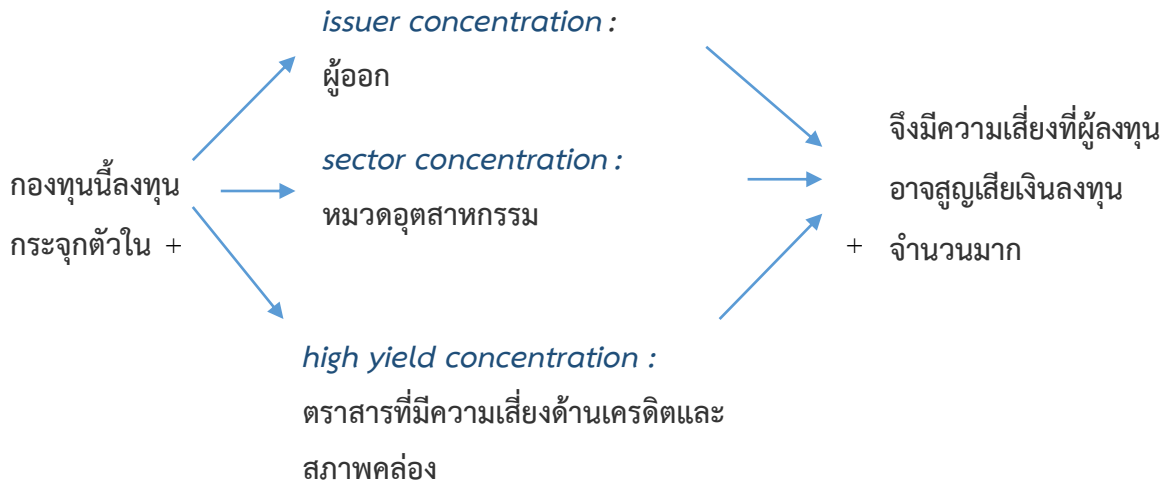 กองทุนนี้ลงทุน
กระจุกตัวใน +
issuer concentration :
ผู้ออก
sector concentration :
หมวดอุตสาหกรรม
high yield concentration :
ตราสารที่มีความเสี่ยงด้านเครดิตและ
สภาพคล่อง
จึงมีความเสี่ยงที่ผู้ลงทุน
อาจสูญเสียเงินลงทุน
+ จำนวนมาก